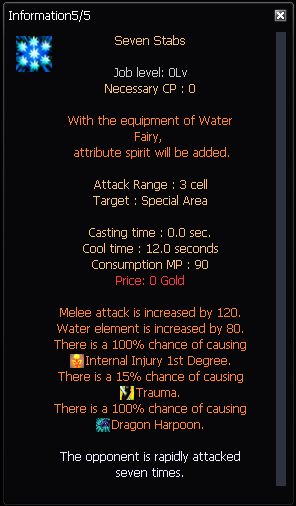 Information5/5
Seven Stabs
Job level: 0Lv
Necessary CP : 0
With the equipment of Water
Fairy,
attribute spirit will be added.
Attack Range : 3 cell
Target : Special Area
Casting time : 0.0 sec.
Cool time : 12.0 seconds
Consumption MP : 90
Price: 0 Gold
Melee attack is increased by 120.
Water element is increased by 80.
There is a 100% chance of causing
Internal Injury 1st Degree.
There is a 15% chance of causing
Trauma.
There is a 100% chance of causing
Dragon Harpoon.
The opponent is rapidly attacked
seven times.